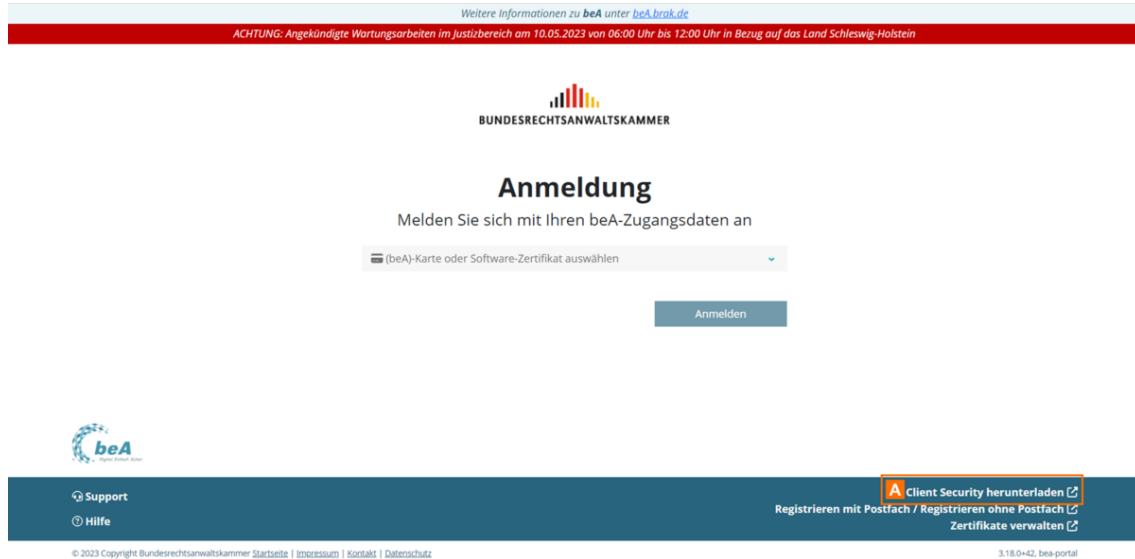 Weitere Informationen zu beA unter beA.brak.de
ACHTUNG: Angekündigte Wartungsarbeiten im Justizbereich am 10.05.2023 von 06:00 Uhr bis 12:00 Uhr in Bezug auf das Land Schleswig-Holstein
BUNDESRECHTSANWALTSKAMMER
Anmeldung
Melden Sie sich mit Ihren beA-Zugangsdaten an
(beA)-Karte oder Software-Zertifikat auswählen
Anmelden
beA
Digital. Einfach. Sicher.
Support
Hilfe
A Client Security herunterladen
Registrieren mit Postfach / Registrieren ohne Postfach
Zertifikate verwalten
© 2023 Copyright Bundesrechtsanwaltskammer Startseite | Impressum | Kontakt | Datenschutz
3.18.0+42, bea-portal